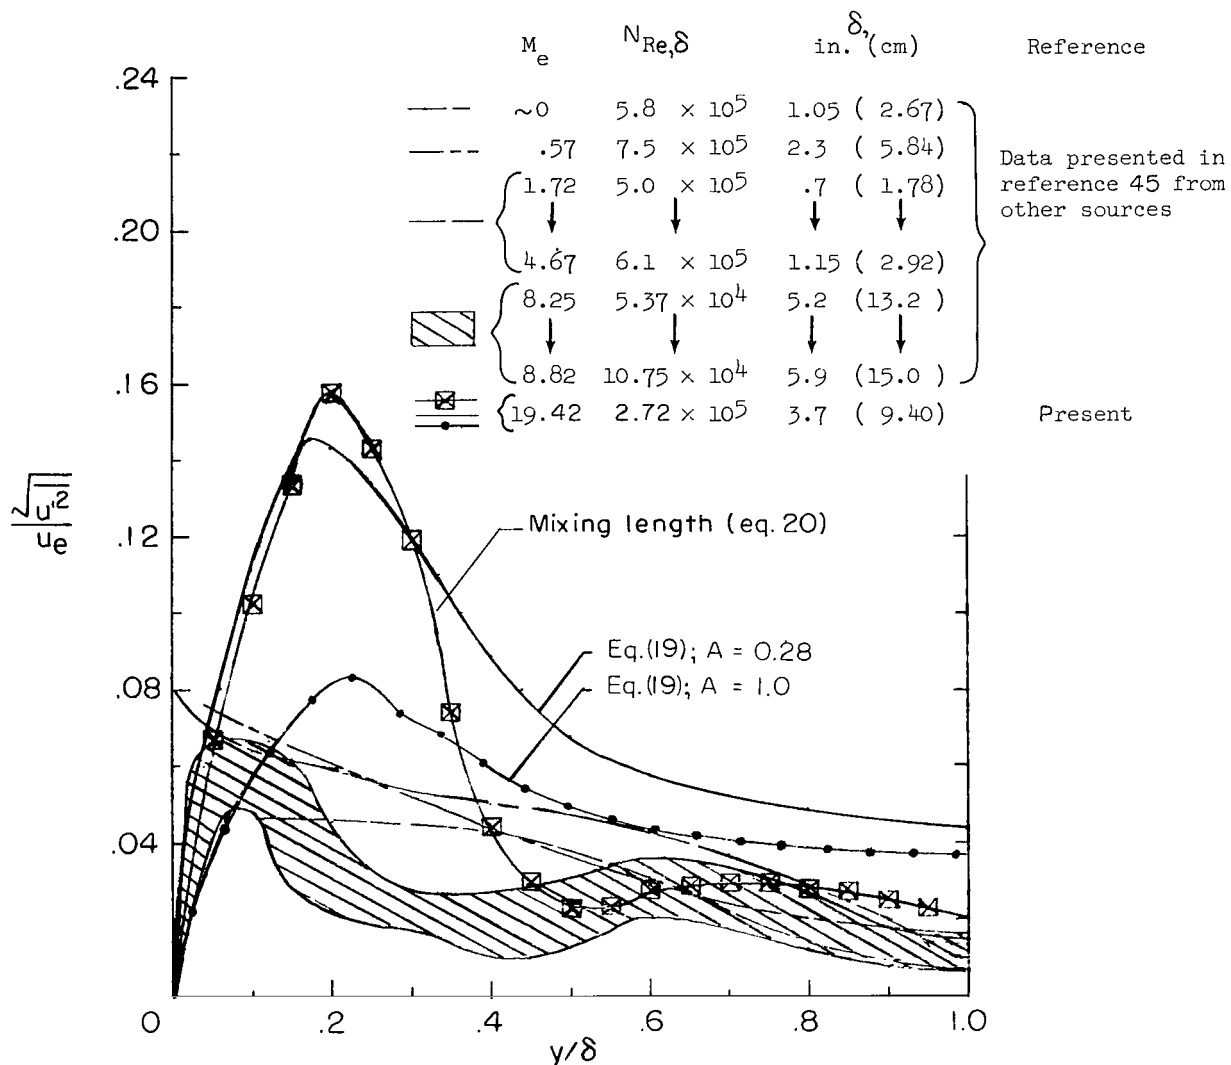 M_e N_Re,δ δ, in. (cm) Reference
~0 5.8 × 10^5 1.05 ( 2.67)
.57 7.5 × 10^5 2.3 ( 5.84)
1.72 5.0 × 10^5 .7 ( 1.78)
4.67 6.1 × 10^5 1.15 ( 2.92)
8.25 5.37 × 10^4 5.2 (13.2 )
8.82 10.75 × 10^4 5.9 (15.0 )
19.42 2.72 × 10^5 3.7 ( 9.40)
Data presented in
reference 45 from
other sources
Present
.24
.20
.16
.12
.08
.04
0
√u'² / u_e
Mixing length (eq. 20)
Eq.(19); A = 0.28
Eq.(19); A = 1.0
.2 .4 .6 .8 1.0
y/δ